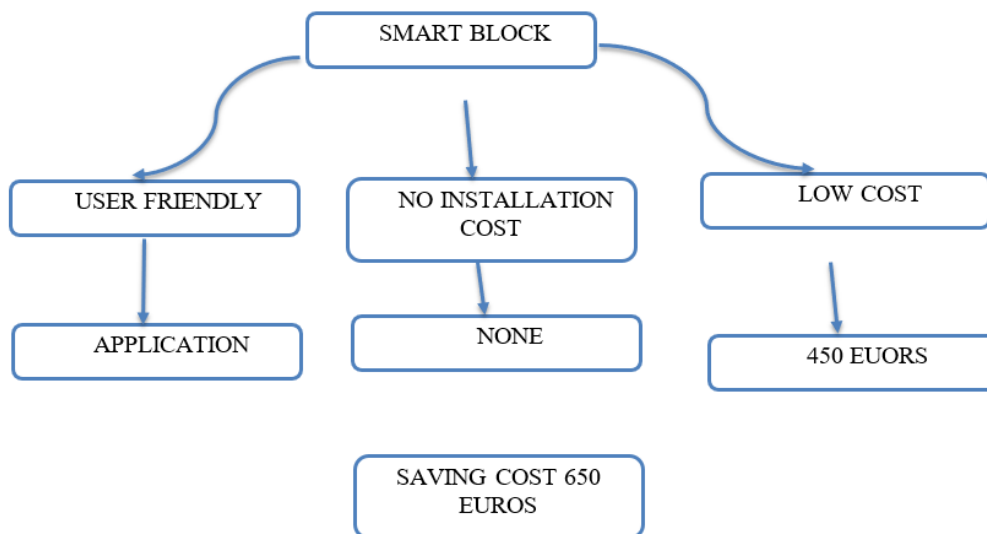 SMART BLOCK
USER FRIENDLY
NO INSTALLATION
COST
LOW COST
APPLICATION
NONE
450 EUORS
SAVING COST 650
EUROS